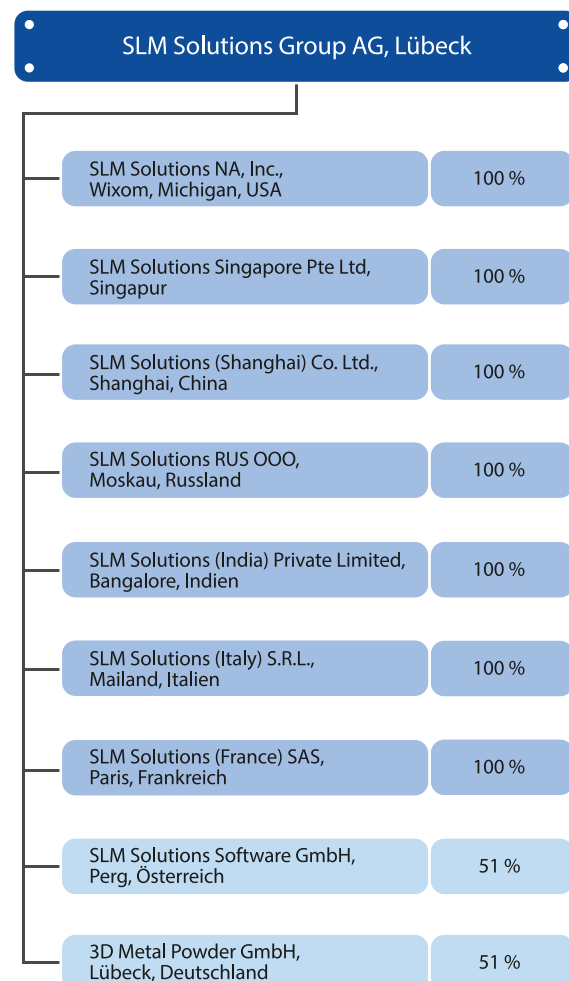 SLM Solutions Group AG, Lübeck
SLM Solutions NA, Inc.,
Wixom, Michigan, USA
100 %
SLM Solutions Singapore Pte Ltd,
Singapur
100 %
SLM Solutions (Shanghai) Co. Ltd.,
Shanghai, China
100 %
SLM Solutions RUS OOO,
Moskau, Russland
100 %
SLM Solutions (India) Private Limited,
Bangalore, Indien
100 %
SLM Solutions (Italy) S.R.L.,
Mailand, Italien
100 %
SLM Solutions (France) SAS,
Paris, Frankreich
100 %
SLM Solutions Software GmbH,
Perg, Österreich
51 %
3D Metal Powder GmbH,
Lübeck, Deutschland
51 %